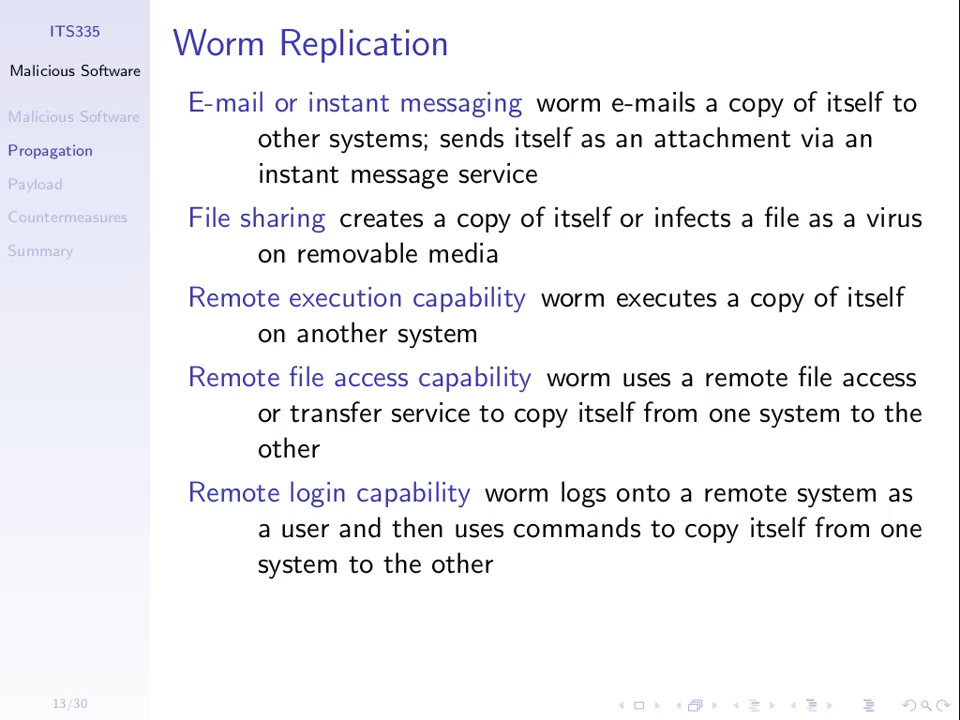 ITS335
Malicious Software
Malicious Software
Propagation
Payload
Countermeasures
Summary
Worm Replication
E-mail or instant messaging worm e-mails a copy of itself to
other systems; sends itself as an attachment via an
instant message service
File sharing creates a copy of itself or infects a file as a virus
on removable media
Remote execution capability worm executes a copy of itself
on another system
Remote file access capability worm uses a remote file access
or transfer service to copy itself from one system to the
other
Remote login capability worm logs onto a remote system as
a user and then uses commands to copy itself from one
system to the other
13/30